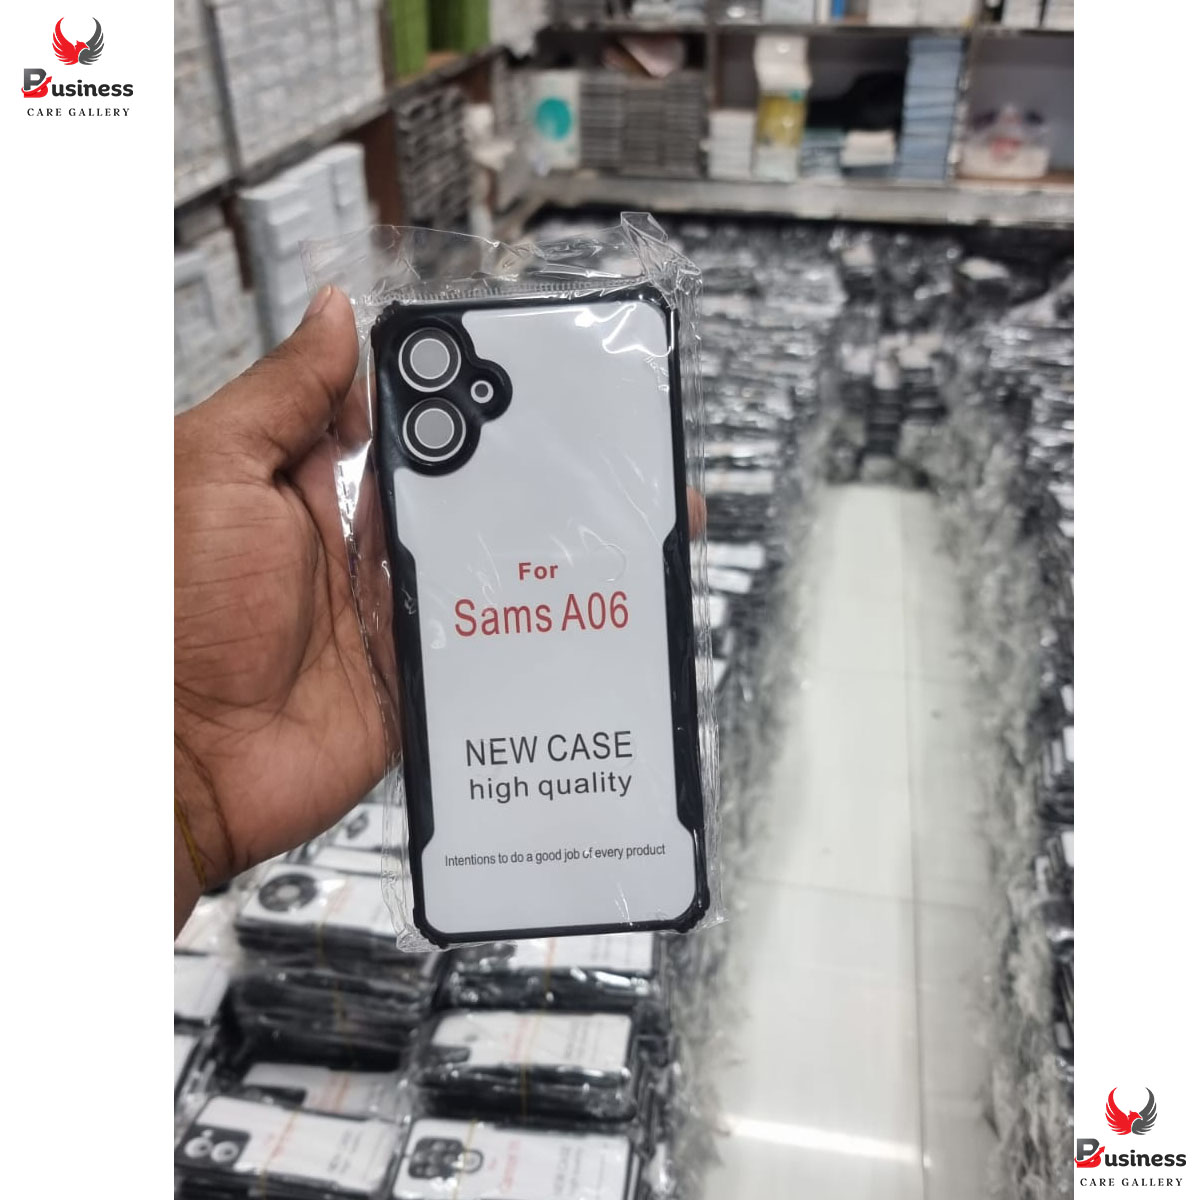 Business
CARE GALLERY
For
Sams A06
NEW CASE
high quality
Intentions to do a good job of every product
Business
CARE GALLERY